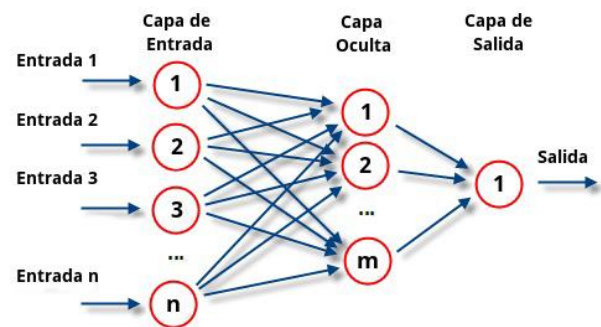 Capa de
Entrada
Capa
Oculta
Capa de
Salida
Entrada 1
1
Entrada 2
2
Entrada 3
3
...
Entrada n
n
1
2
...
m
1
Salida